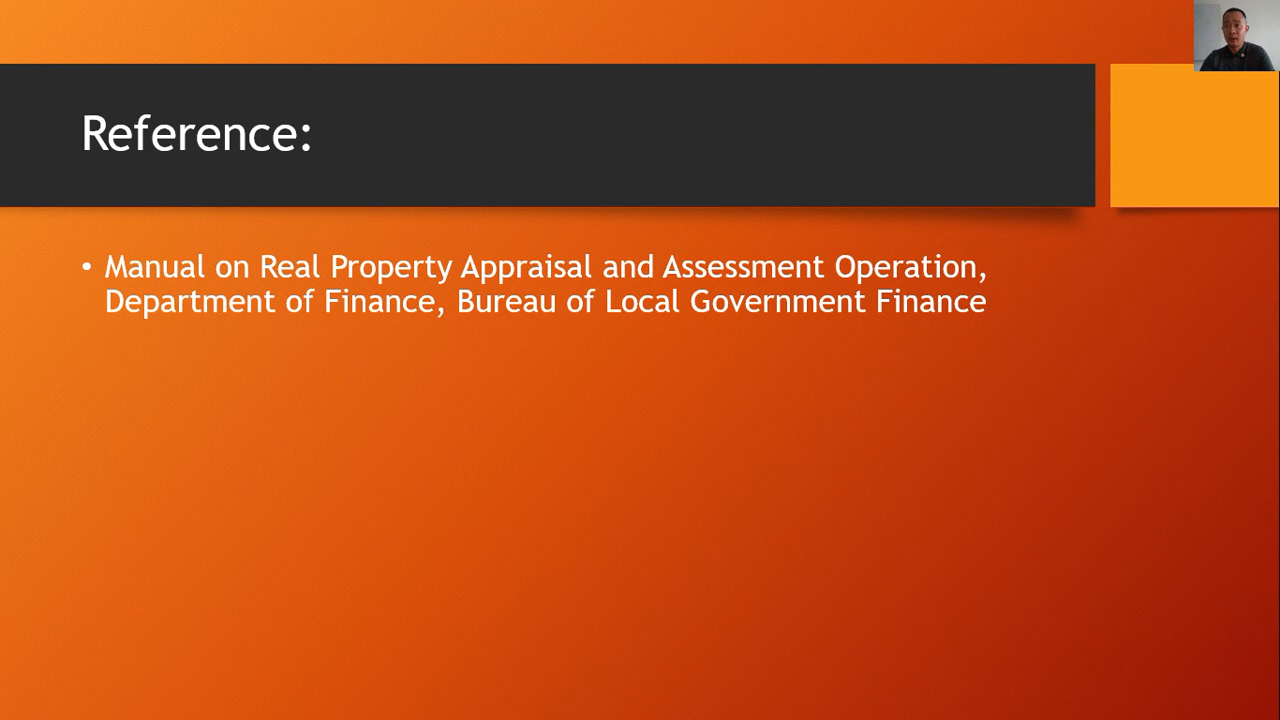 Reference:
• Manual on Real Property Appraisal and Assessment Operation,
Department of Finance, Bureau of Local Government Finance